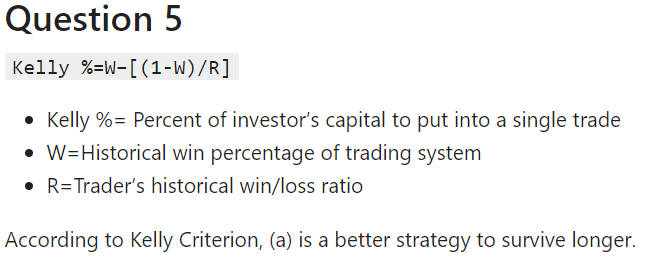 Question 5
Kelly %=W−[(1-W)/R]
• Kelly %= Percent of investor’s capital to put into a single trade
• W=Historical win percentage of trading system
• R=Trader’s historical win/loss ratio
According to Kelly Criterion, (a) is a better strategy to survive longer.